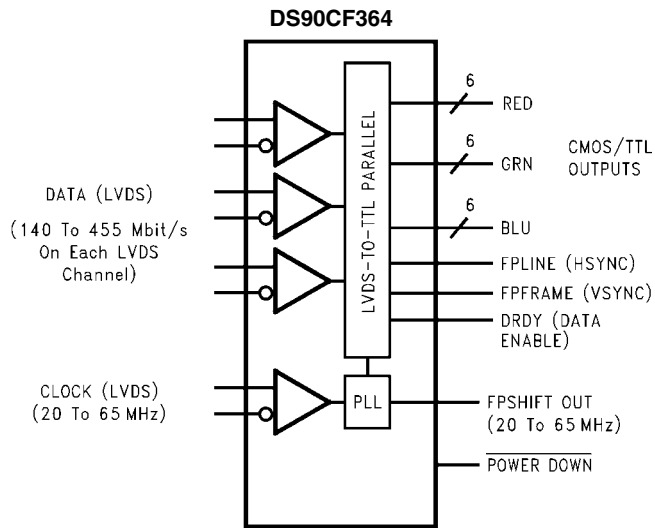 DS90CF364
DATA (LVDS)
(140 To 455 Mbit/s
On Each LVDS
Channel)
CLOCK (LVDS)
(20 To 65 MHz)
LVDS-TO-TTL PARALLEL
PLL
6
RED
6
GRN
6
BLU
CMOS/TTL
OUTPUTS
FPLINE (HSYNC)
FPFRAME (VSYNC)
DRDY (DATA
ENABLE)
FPSHIFT OUT
(20 To 65 MHz)
POWER DOWN